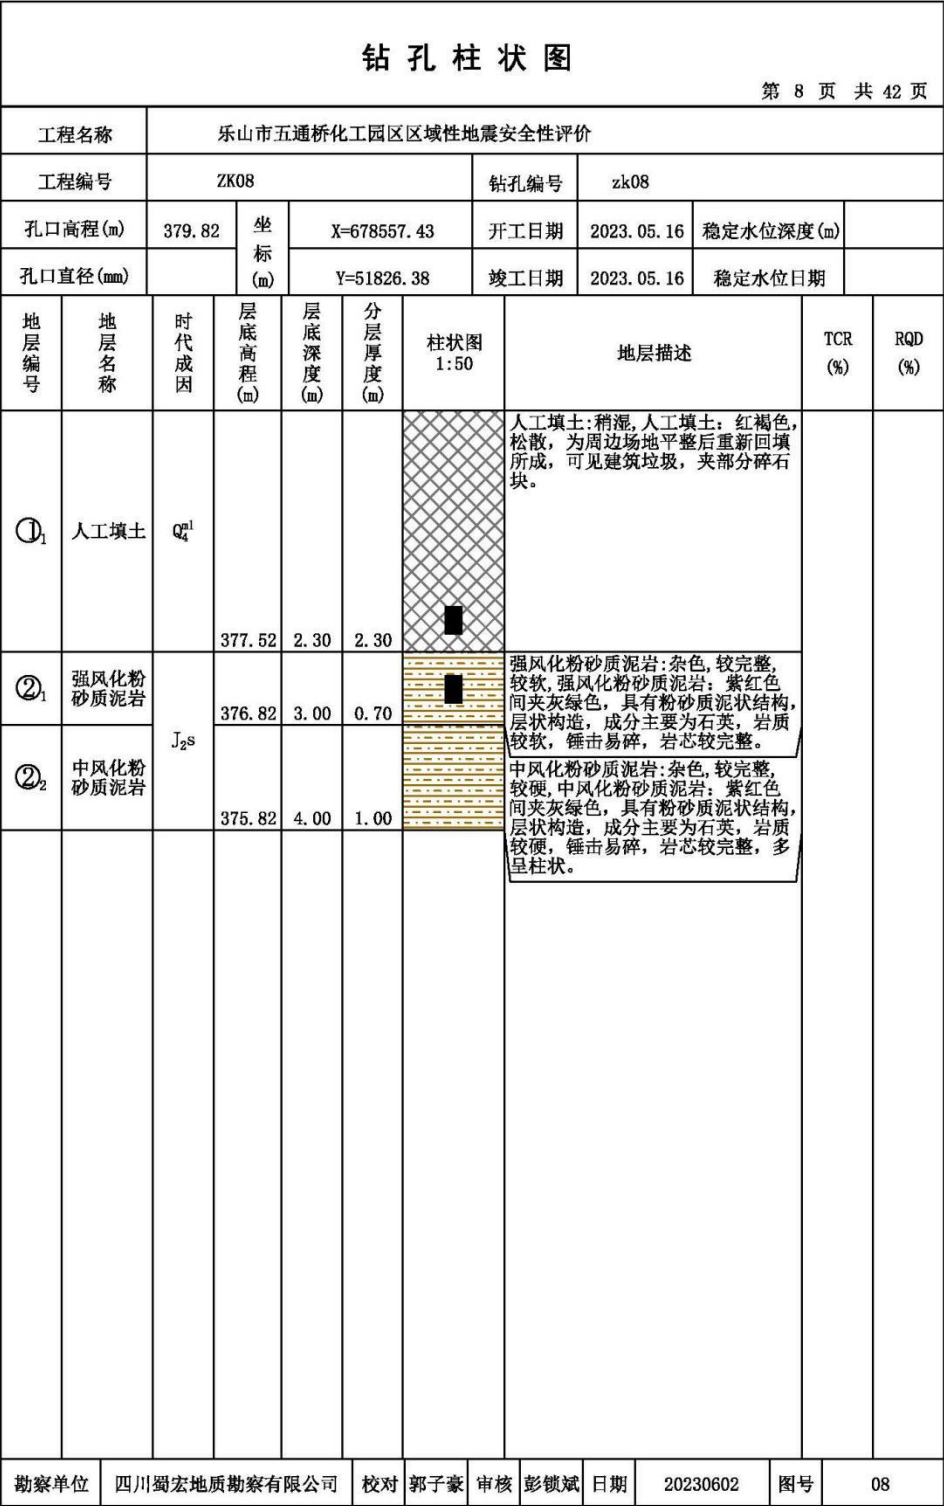 钻孔柱状图
第 8 页 共 42 页
工程名称 乐山市五通桥化工园区区域性地震安全性评价
工程编号 ZK08 钻孔编号 zk08
孔口高程(m) 379.82 坐标(m) X=678557.43 开工日期 2023.05.16 稳定水位深度(m)
孔口直径(mm) Y=51826.38 竣工日期 2023.05.16 稳定水位日期
地层编号 地层名称 时代成因 层底高程(m) 层底深度(m) 分层厚度(m) 柱状图 1:50 地层描述 TCR (%) RQD (%)
人工填土:稍湿,人工填土：红褐色，
松散，为周边场地平整后重新回填
所成，可见建筑垃圾，夹部分碎石
块。
①₁ 人工填土 Q₄ᵐˡ
377.52 2.30 2.30
②₁ 强风化粉砂质泥岩 376.82 3.00 0.70
强风化粉砂质泥岩:杂色,较完整,
较软,强风化粉砂质泥岩：紫红色
间夹灰绿色，具有粉砂质泥状结构，
层状构造，成分主要为石英，岩质
较软，锤击易碎，岩芯较完整。
J₂s
②₂ 中风化粉砂质泥岩 375.82 4.00 1.00
中风化粉砂质泥岩:杂色,较完整,
较硬,中风化粉砂质泥岩：紫红色
间夹灰绿色，具有粉砂质泥状结构，
层状构造，成分主要为石英，岩质
较硬，锤击易碎，岩芯较完整，多
呈柱状。
勘察单位 四川蜀宏地质勘察有限公司 校对 郭子豪 审核 彭锁斌 日期 20230602 图号 08